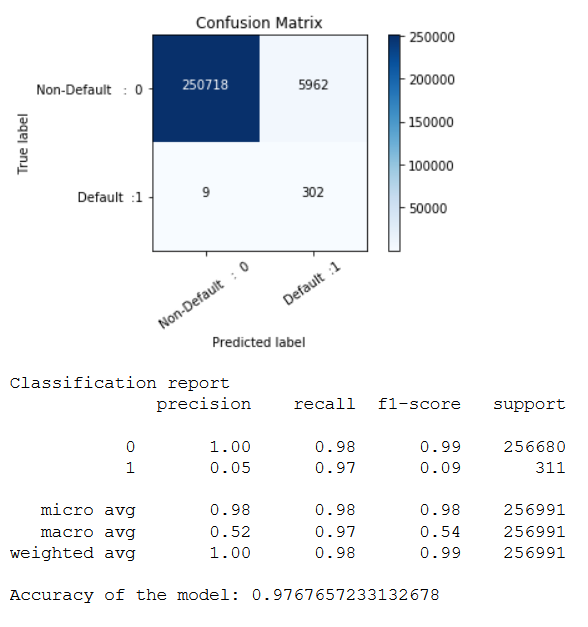 Confusion Matrix
250000
Non-Default : 0 250718 5962
200000
150000
True label
100000
Default :1 9 302
50000
Non-Default : 0
Default :1
Predicted label
Classification report
precision recall f1-score support
0 1.00 0.98 0.99 256680
1 0.05 0.97 0.09 311
micro avg 0.98 0.98 0.98 256991
macro avg 0.52 0.97 0.54 256991
weighted avg 1.00 0.98 0.99 256991
Accuracy of the model: 0.9767657233132678